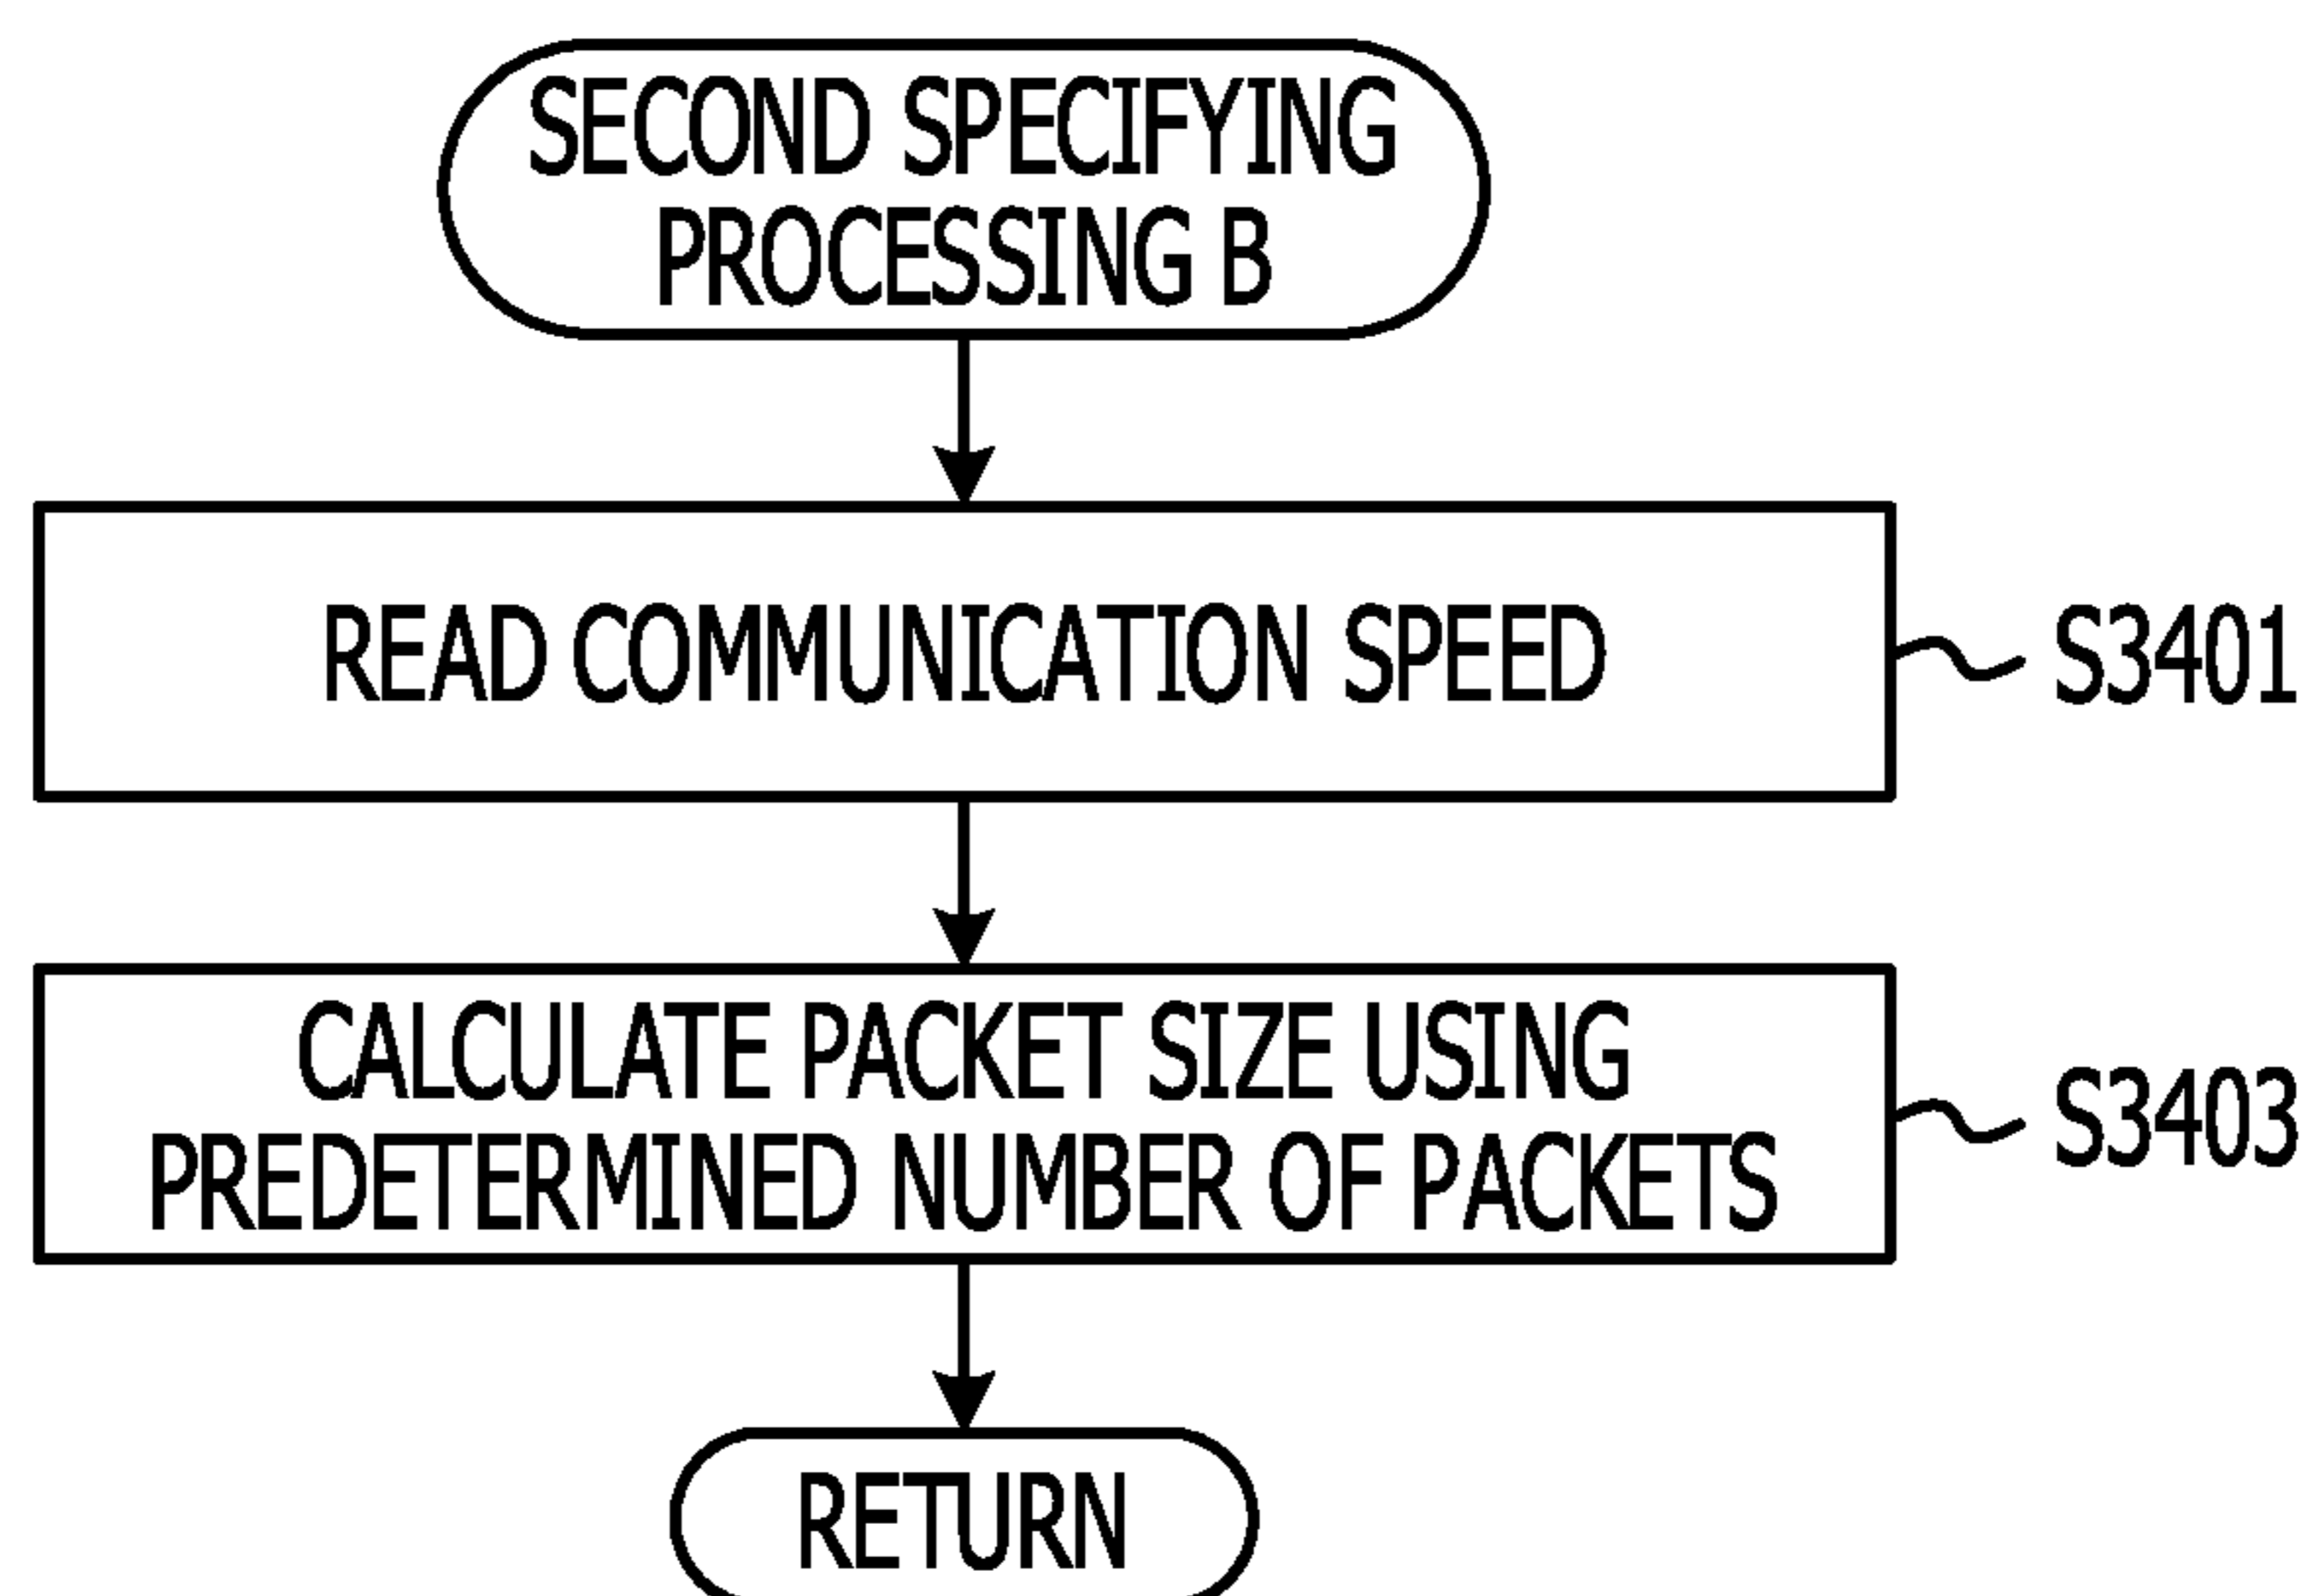 SECOND SPECIFYING
PROCESSING B
READ COMMUNICATION SPEED
S3401
CALCULATE PACKET SIZE USING
PREDETERMINED NUMBER OF PACKETS
S3403
RETURN